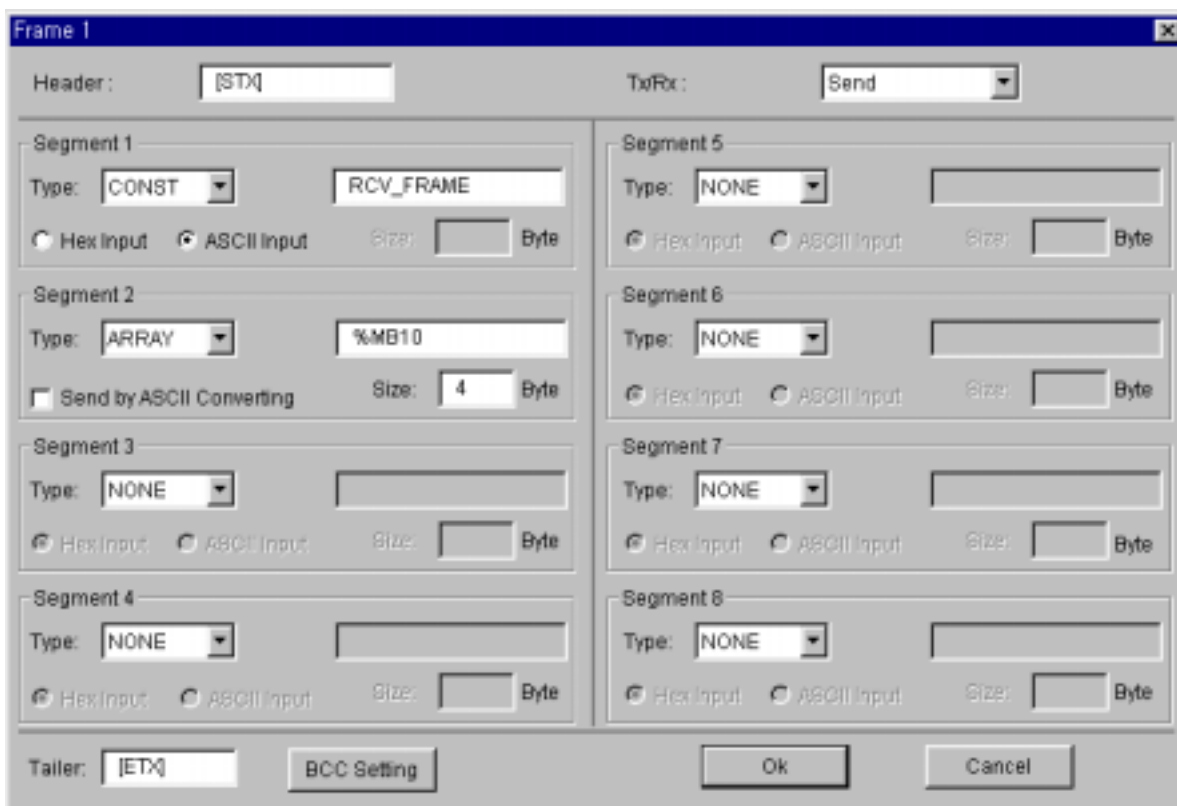 Frame 1
Header: [STX] Tx/Rx: Send
Segment 1
Type: CONST RCV_FRAME
Hex Input ASCII Input Size: Byte
Segment 2
Type: ARRAY %MB10
Send by ASCII Converting Size: 4 Byte
Segment 3
Type: NONE
Hex Input ASCII Input Size: Byte
Segment 4
Type: NONE
Hex Input ASCII Input Size: Byte
Segment 5
Type: NONE
Hex Input ASCII Input Size: Byte
Segment 6
Type: NONE
Hex Input ASCII Input Size: Byte
Segment 7
Type: NONE
Hex Input ASCII Input Size: Byte
Segment 8
Type: NONE
Hex Input ASCII Input Size: Byte
Tailer: [ETX] BCC Setting Ok Cancel